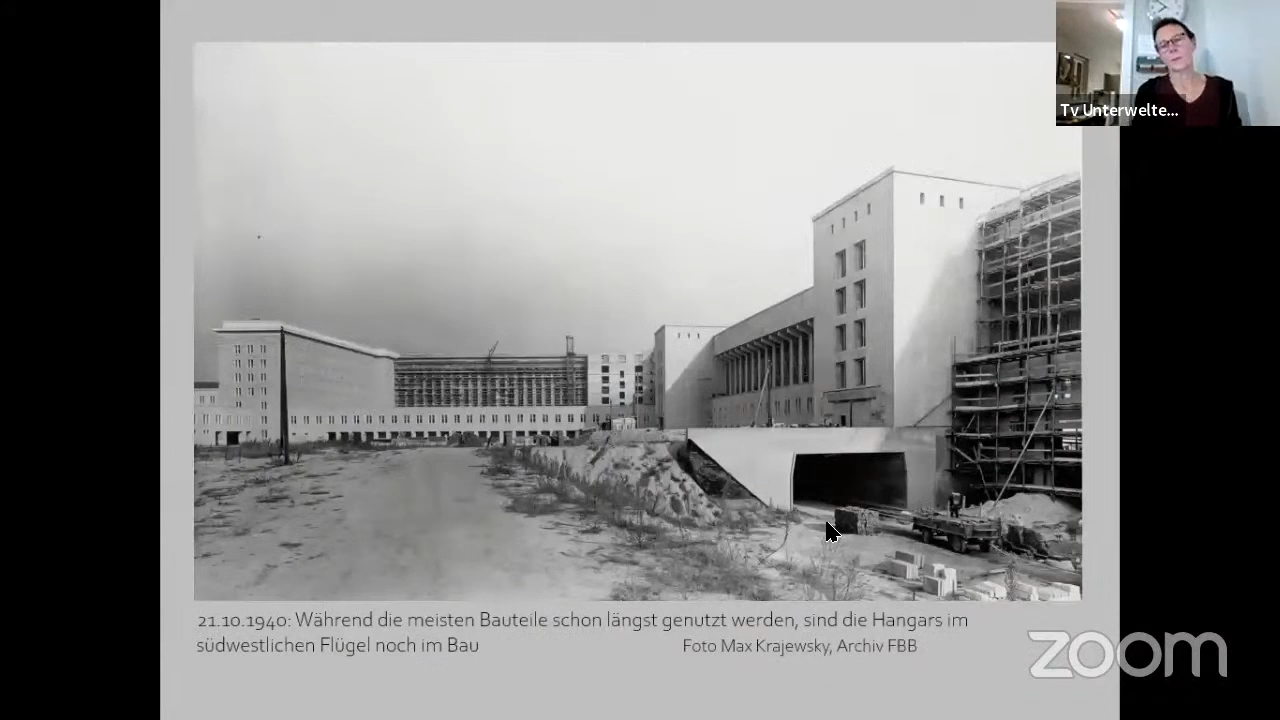 Tv Unterwelte...
21.10.1940: Während die meisten Bauteile schon längst genutzt werden, sind die Hangars im
südwestlichen Flügel noch im Bau
Foto Max Krajewsky, Archiv FBB
zoom